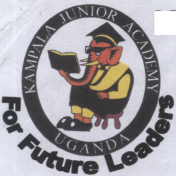 KAMPALA JUNIOR ACADEMY
UGANDA
For Future Leaders